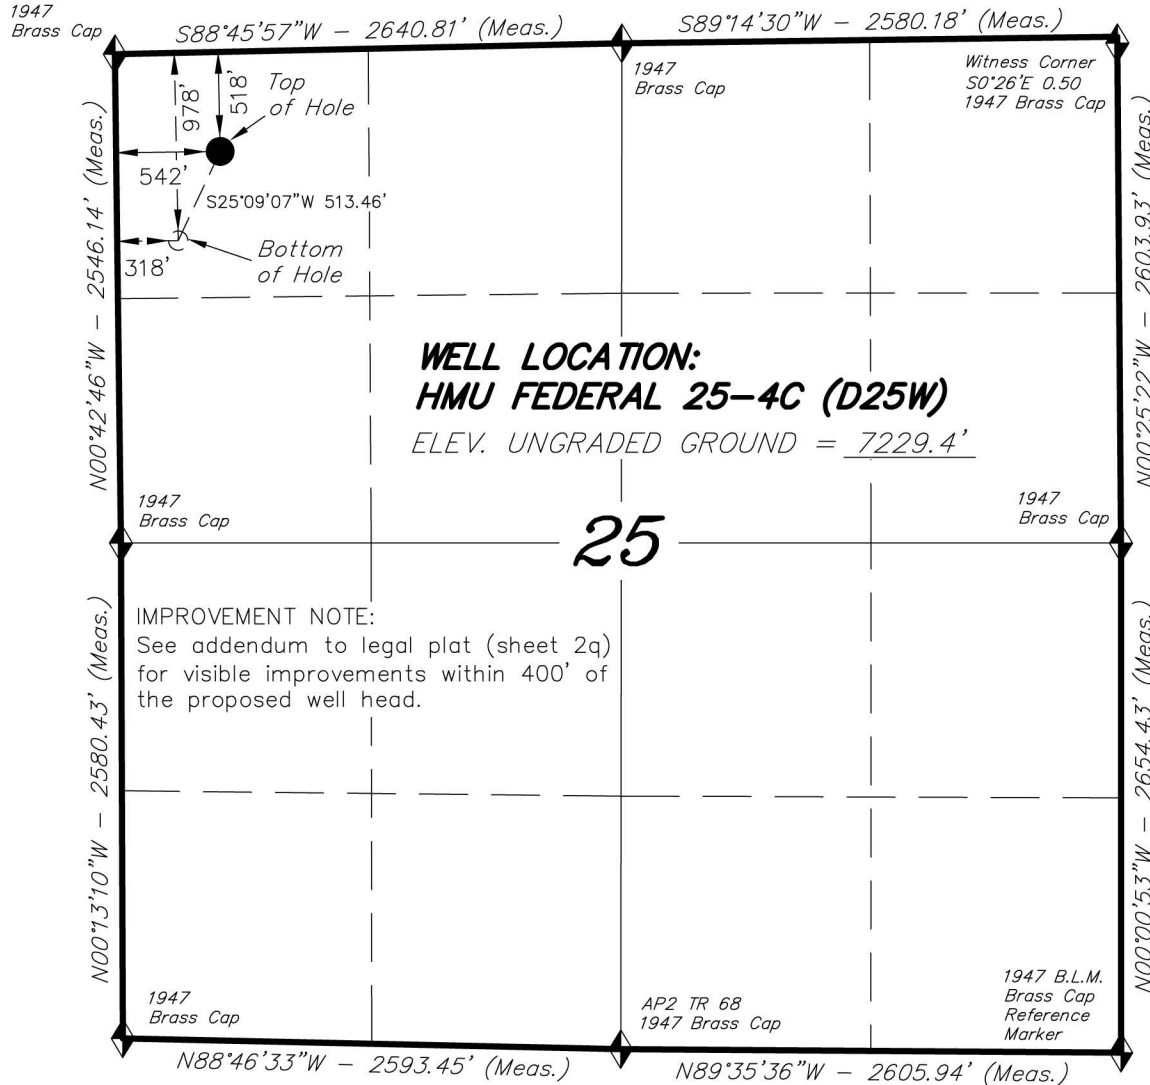 1947
Brass Cap
S88°45'57"W – 2640.81' (Meas.)
S89°14'30"W – 2580.18' (Meas.)
1947
Brass Cap
Witness Corner
S0°26'E 0.50
1947 Brass Cap
978'
518'
Top
of Hole
542'
S25°09'07"W 513.46'
318'
Bottom
of Hole
N00°42'46"W – 2546.14' (Meas.)
N00°25'22"W – 2603.93' (Meas.)
WELL LOCATION:
HMU FEDERAL 25–4C (D25W)
ELEV. UNGRADED GROUND = 7229.4'
1947
Brass Cap
1947
Brass Cap
25
IMPROVEMENT NOTE:
See addendum to legal plat (sheet 2q)
for visible improvements within 400' of
the proposed well head.
N00°13'10"W – 2580.43' (Meas.)
N00°00'53"W – 2654.43' (Meas.)
1947
Brass Cap
AP2 TR 68
1947 Brass Cap
1947 B.L.M.
Brass Cap
Reference
Marker
N88°46'33"W – 2593.45' (Meas.)
N89°35'36"W – 2605.94' (Meas.)